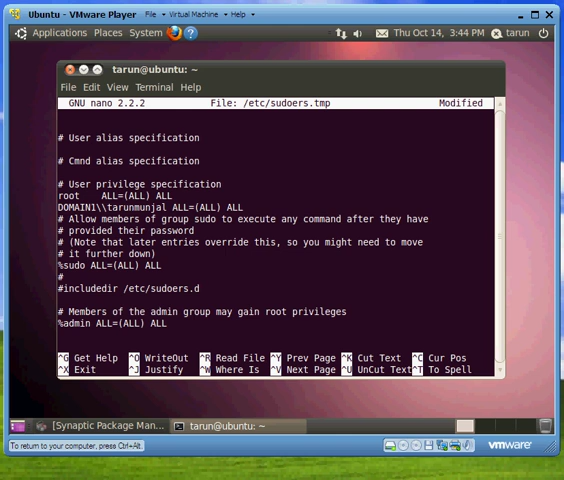 Ubuntu - VMware Player File Virtual Machine Help
Applications Places System ? Thu Oct 14, 3:44 PM tarun
tarun@ubuntu: ~
File Edit View Terminal Help
GNU nano 2.2.2 File: /etc/sudoers.tmp Modified
# User alias specification
# Cmnd alias specification
# User privilege specification
root ALL=(ALL) ALL
DOMAIN1\\tarunmunjal ALL=(ALL) ALL
# Allow members of group sudo to execute any command after they have
# provided their password
# (Note that later entries override this, so you might need to move
# it further down)
%sudo ALL=(ALL) ALL
#
#includedir /etc/sudoers.d
# Members of the admin group may gain root privileges
%admin ALL=(ALL) ALL
^G Get Help ^O WriteOut ^R Read File ^Y Prev Page ^K Cut Text ^C Cur Pos
^X Exit ^J Justify ^W Where Is ^V Next Page ^U UnCut Text ^T To Spell
[Synaptic Package Man... tarun@ubuntu: ~
To return to your computer, press Ctrl+Alt. vmware